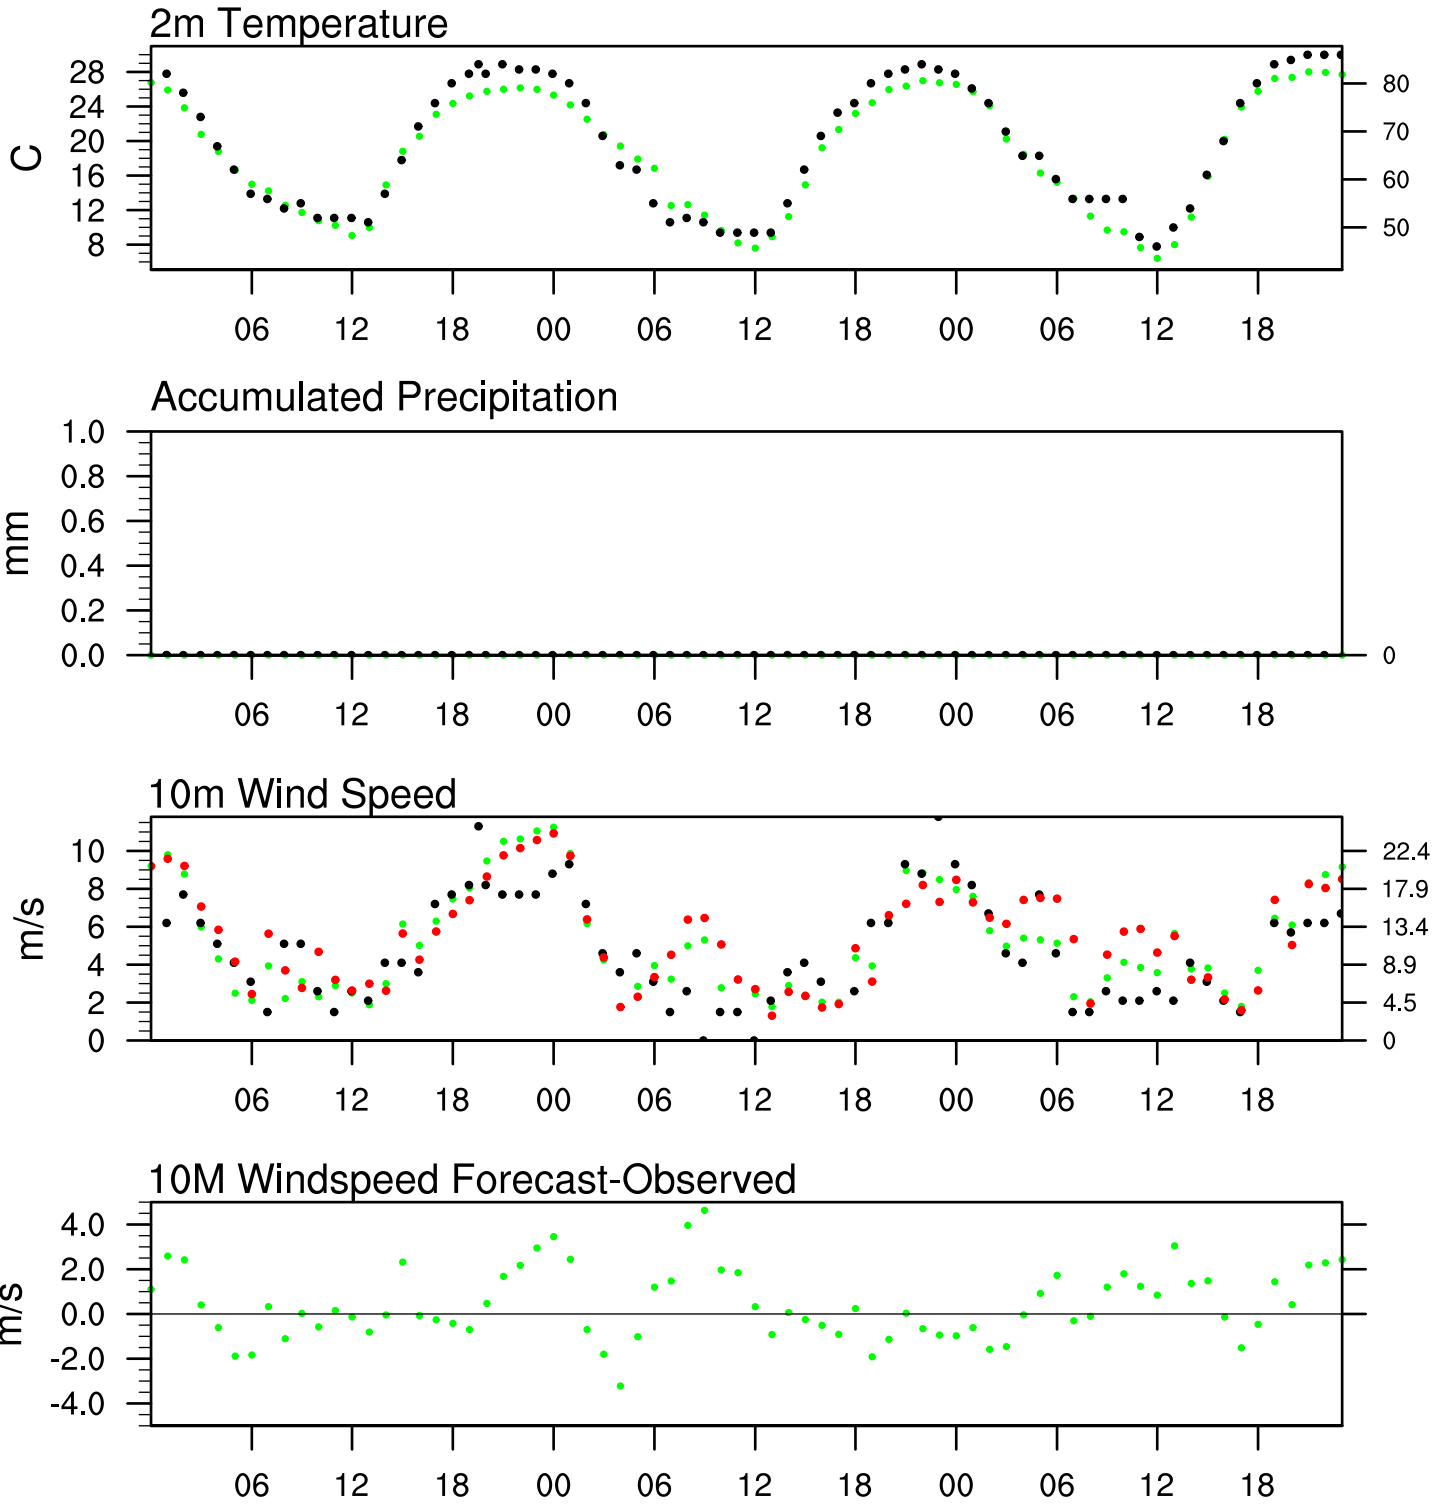 2m Temperature
28
24
20
16
12
8
C
80
70
60
50
06 12 18 00 06 12 18 00 06 12 18
Accumulated Precipitation
1.0
0.8
0.6
0.4
0.2
0.0
mm
0
06 12 18 00 06 12 18 00 06 12 18
10m Wind Speed
10
8
6
4
2
0
m/s
22.4
17.9
13.4
8.9
4.5
0
06 12 18 00 06 12 18 00 06 12 18
10M Windspeed Forecast-Observed
4.0
2.0
0.0
-2.0
-4.0
m/s
06 12 18 00 06 12 18 00 06 12 18